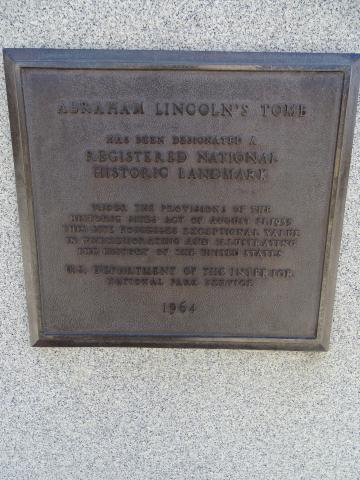 ABRAHAM LINCOLN'S TOMB
HAS BEEN DESIGNATED A
REGISTERED NATIONAL
HISTORIC LANDMARK
UNDER THE PROVISIONS OF THE
HISTORIC SITES ACT OF AUGUST 21, 1935
THIS SITE POSSESSES EXCEPTIONAL VALUE
IN COMMEMORATING AND ILLUSTRATING
THE HISTORY OF THE UNITED STATES
U.S. DEPARTMENT OF THE INTERIOR
NATIONAL PARK SERVICE
1964